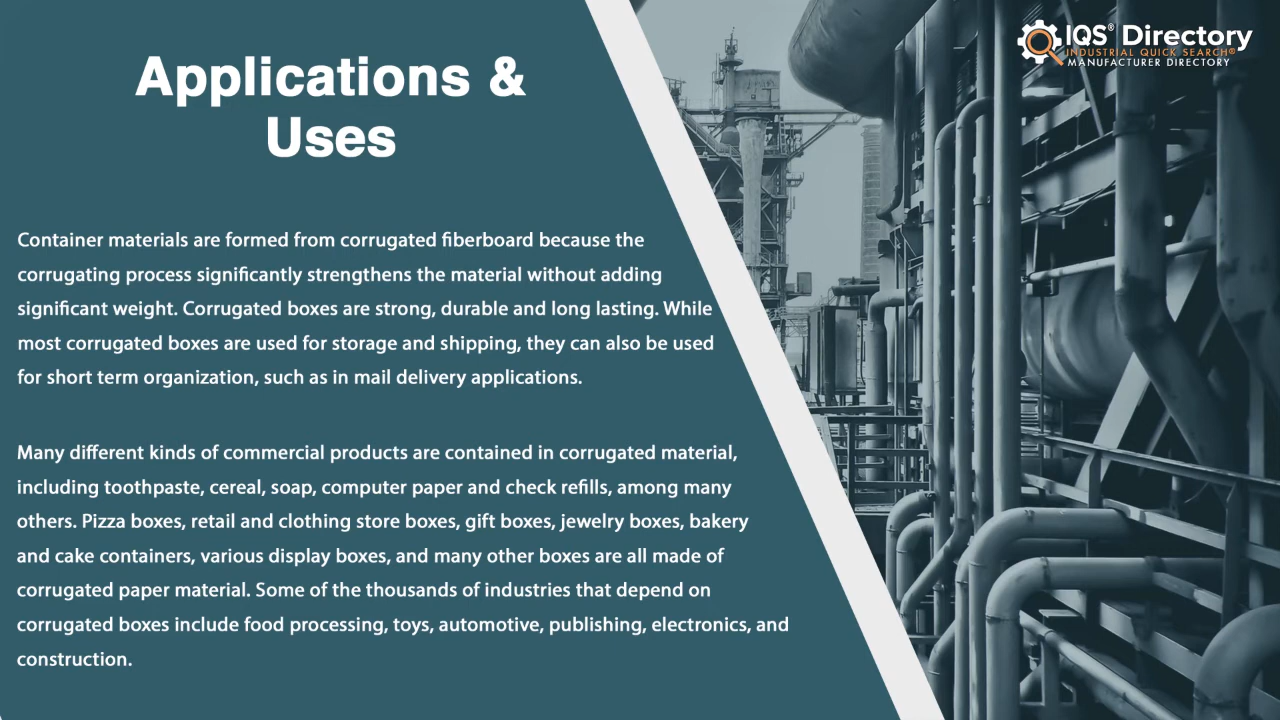 Applications &
Uses
IQS® Directory
INDUSTRIAL QUICK SEARCH®
MANUFACTURER DIRECTORY
Container materials are formed from corrugated fiberboard because the
corrugating process significantly strengthens the material without adding
significant weight. Corrugated boxes are strong, durable and long lasting. While
most corrugated boxes are used for storage and shipping, they can also be used
for short term organization, such as in mail delivery applications.
Many different kinds of commercial products are contained in corrugated material,
including toothpaste, cereal, soap, computer paper and check refills, among many
others. Pizza boxes, retail and clothing store boxes, gift boxes, jewelry boxes, bakery
and cake containers, various display boxes, and many other boxes are all made of
corrugated paper material. Some of the thousands of industries that depend on
corrugated boxes include food processing, toys, automotive, publishing, electronics, and
construction.